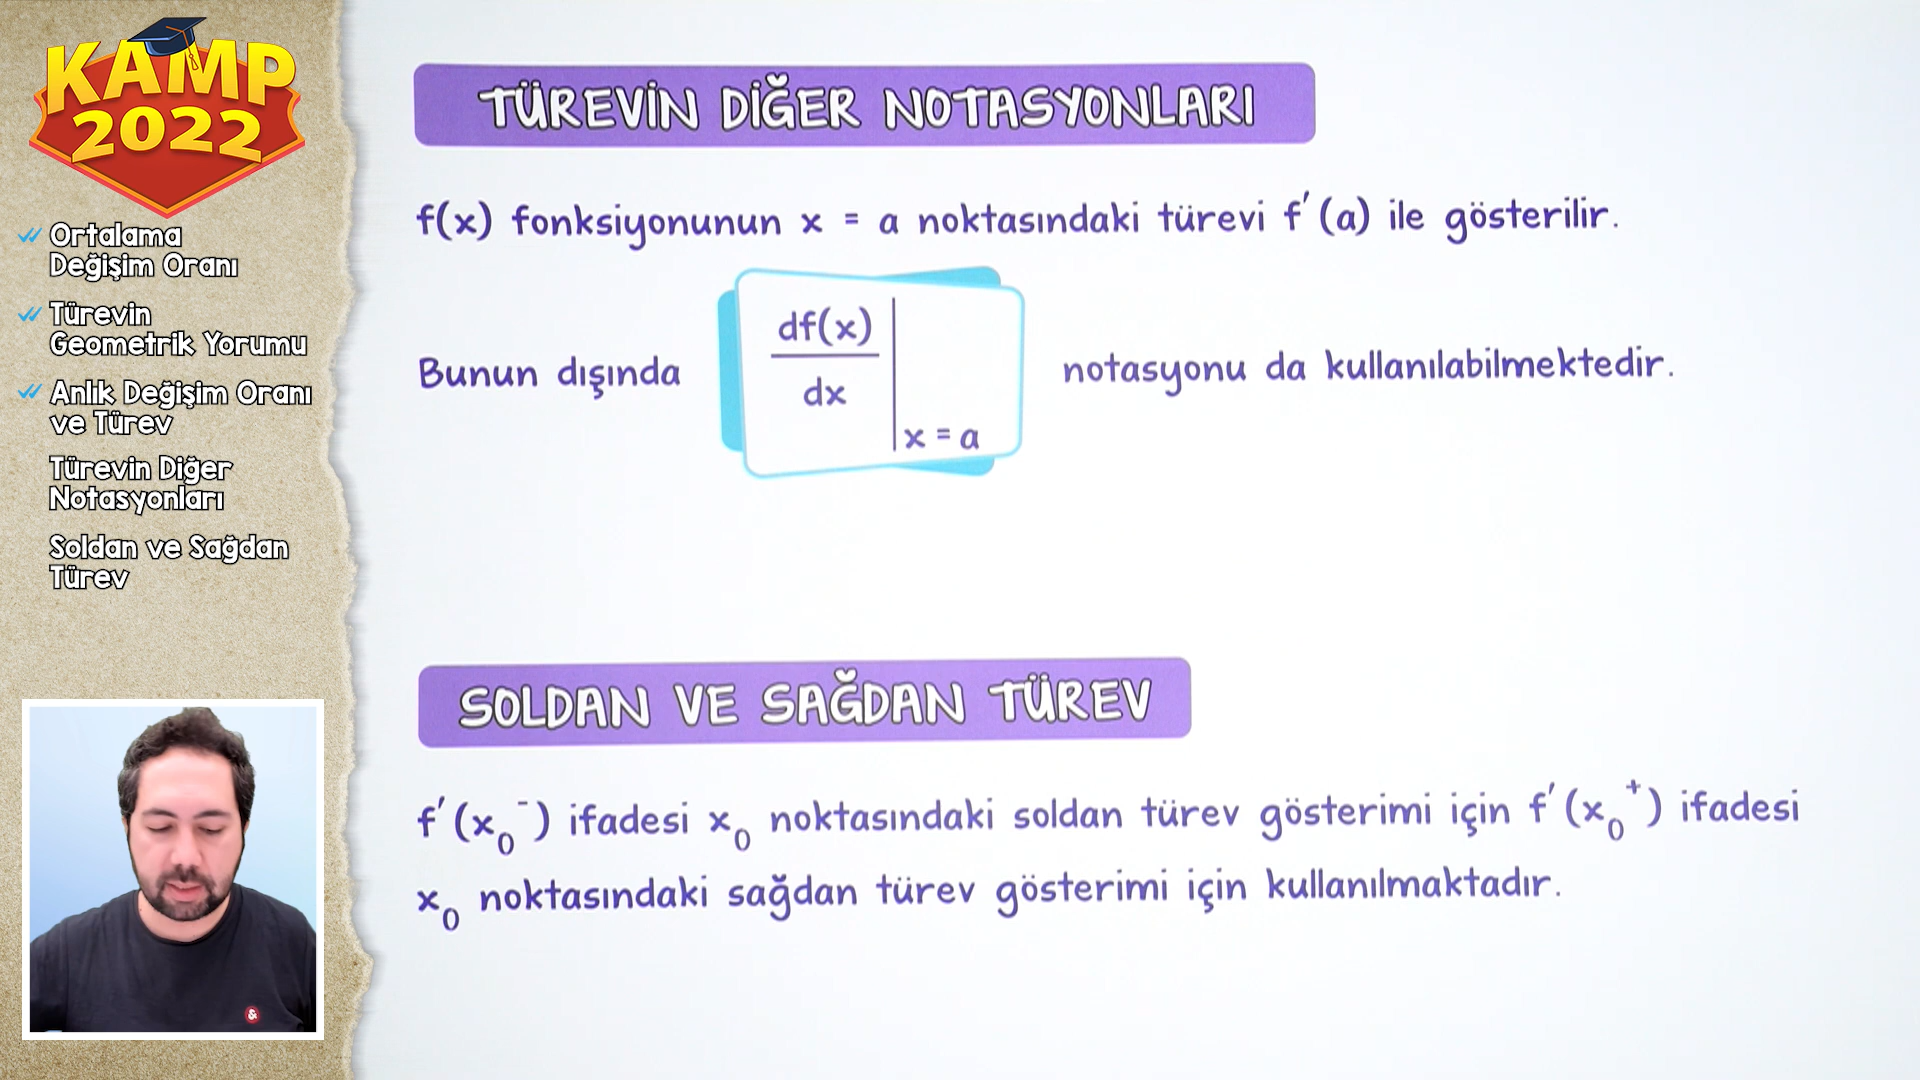 KAMP
2022
Ortalama
Değişim Oranı
Türevin
Geometrik Yorumu
Anlık Değişim Oranı
ve Türev
Türevin Diğer
Notasyonları
Soldan ve Sağdan
Türev
TÜREVİN DİĞER NOTASYONLARI
f(x) fonksiyonunun x = a noktasındaki türevi f′(a) ile gösterilir.
Bunun dışında df(x)/dx | x = a notasyonu da kullanılabilmektedir.
SOLDAN VE SAĞDAN TÜREV
f′(x₀⁻) ifadesi x₀ noktasındaki soldan türev gösterimi için f′(x₀⁺) ifadesi
x₀ noktasındaki sağdan türev gösterimi için kullanılmaktadır.
&